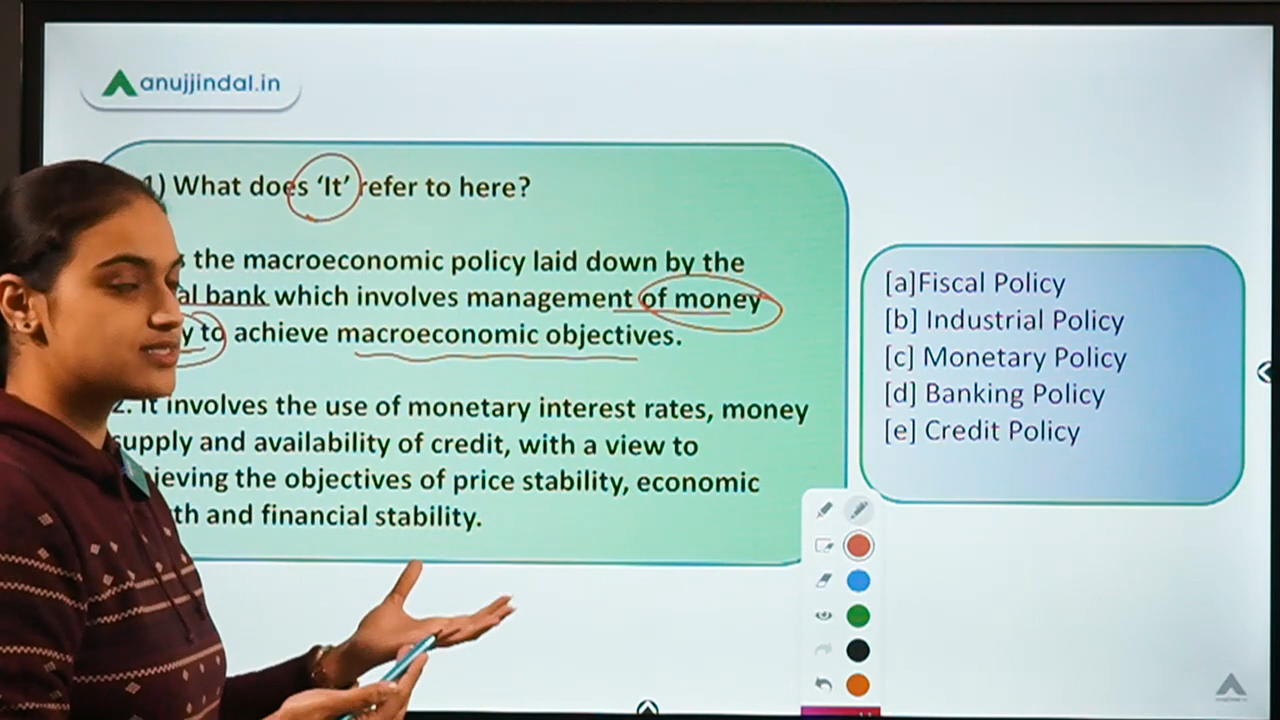 anujjindal.in
1) What does ‘It’ refer to here?
the macroeconomic policy laid down by the
bank which involves management of money
to achieve macroeconomic objectives.
2. It involves the use of monetary interest rates, money
supply and availability of credit, with a view to
the objectives of price stability, economic
and financial stability.
[a]Fiscal Policy
[b] Industrial Policy
[c] Monetary Policy
[d] Banking Policy
[e] Credit Policy